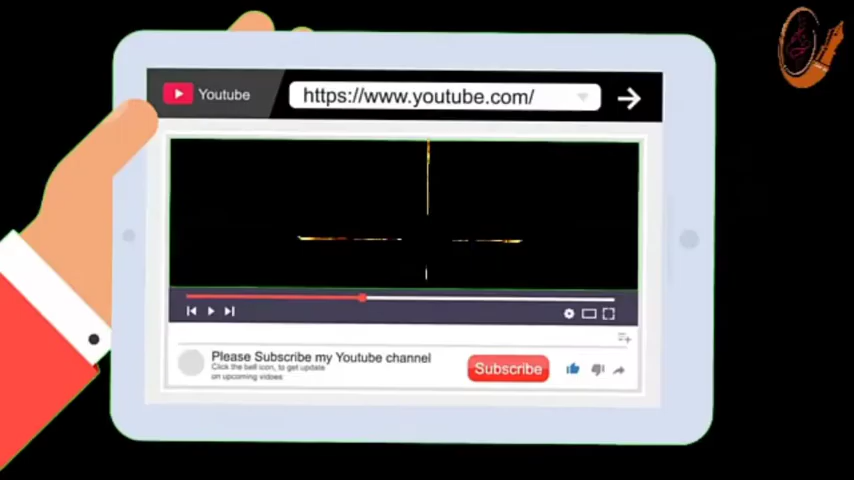 Youtube
https://www.youtube.com/
Please Subscribe my Youtube channel
Subscribe
Click the bell icon, to get update
on upcoming vidoes